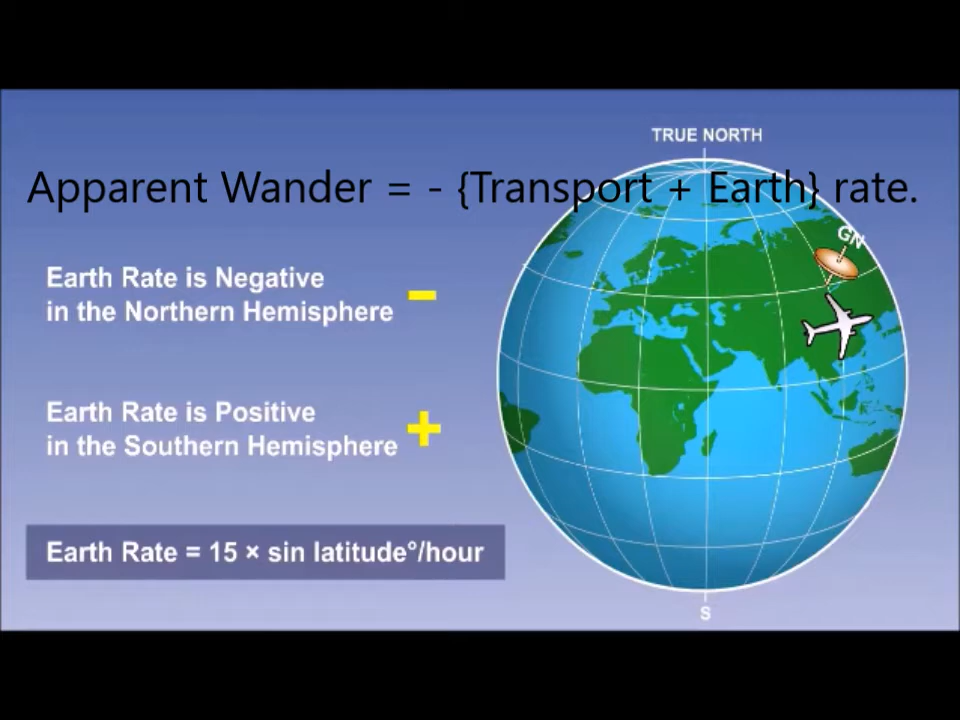 TRUE NORTH
Apparent Wander = - {Transport + Earth} rate.
GN
Earth Rate is Negative
in the Northern Hemisphere -
Earth Rate is Positive
in the Southern Hemisphere +
Earth Rate = 15 × sin latitude°/hour
S